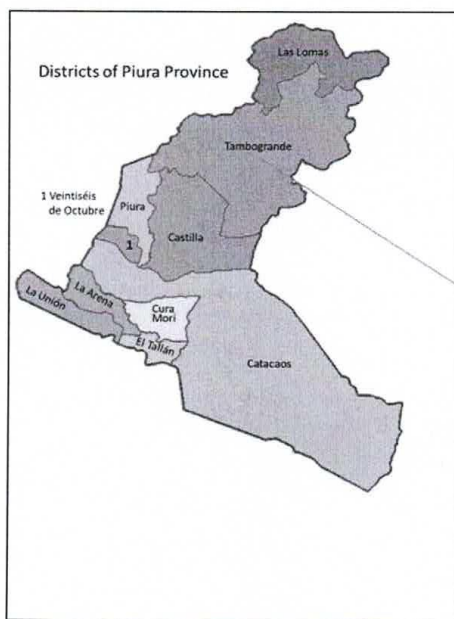 Las Lomas
Districts of Piura Province
Tambogrande
1 Veintiséis
de Octubre
Piura
1
Castilla
La Arena
La Unión
Cura
Mori
El Tallán
Catacaos